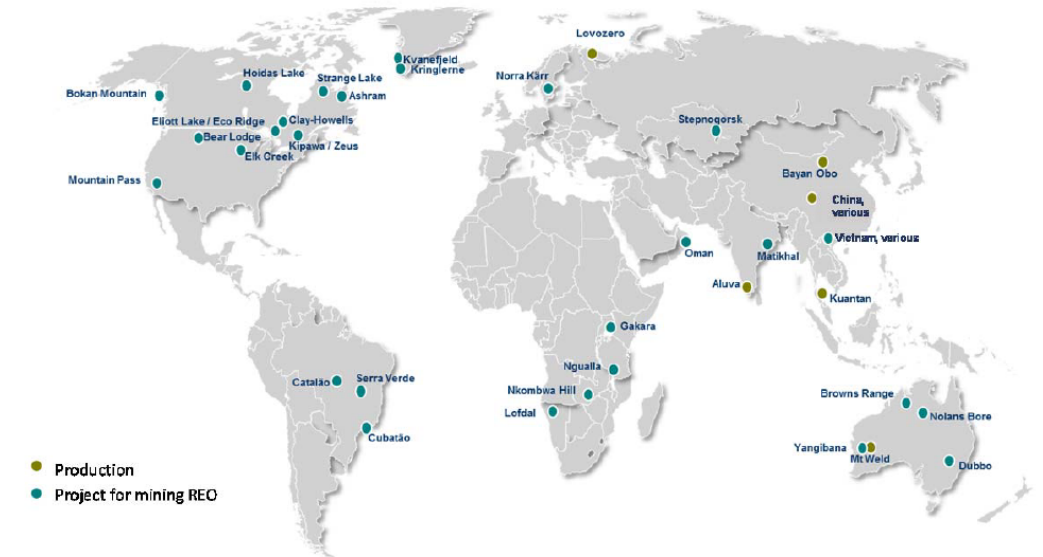 Lovozero
Kvanefjeld
Kringlerne
Hoidas Lake
Strange Lake
Norra Kärr
Bokan Mountain
Ashram
Eliott Lake / Eco Ridge
Clay-Howells
Stepnogorsk
Bear Lodge
Kipawa / Zeus
Elk Creek
Bayan Obo
Mountain Pass
China,
various
Vietnam, various
Oman
Matikhal
Aluva
Kuantan
Gakara
Ngualla
Catalão
Serra Verde
Nkombwa Hill
Browns Range
Lofdal
Nolans Bore
Cubatão
Yangibana
Mt Weld
Dubbo
Production
Project for mining REO